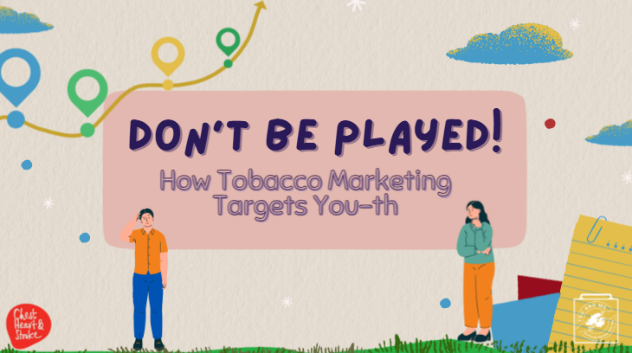 DON'T BE PLAYED!
How Tobacco Marketing
Targets You-th
Chest
Heart &
Stroke